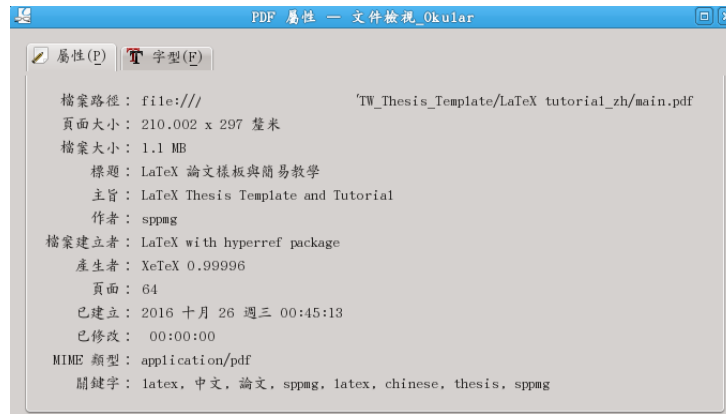 PDF 屬性 — 文件檢視_Okular
屬性(P) 字型(F)
檔案路徑： file:/// 'TW_Thesis_Template/LaTeX tutorial_zh/main.pdf
頁面大小： 210.002 x 297 釐米
檔案大小： 1.1 MB
標題： LaTeX 論文樣板與簡易教學
主旨： LaTeX Thesis Template and Tutorial
作者： sppmg
檔案建立者： LaTeX with hyperref package
產生者： XeTeX 0.99996
頁面： 64
已建立： 2016 十月 26 週三 00:45:13
已修改： 00:00:00
MIME 類型： application/pdf
關鍵字： latex, 中文, 論文, sppmg, latex, chinese, thesis, sppmg